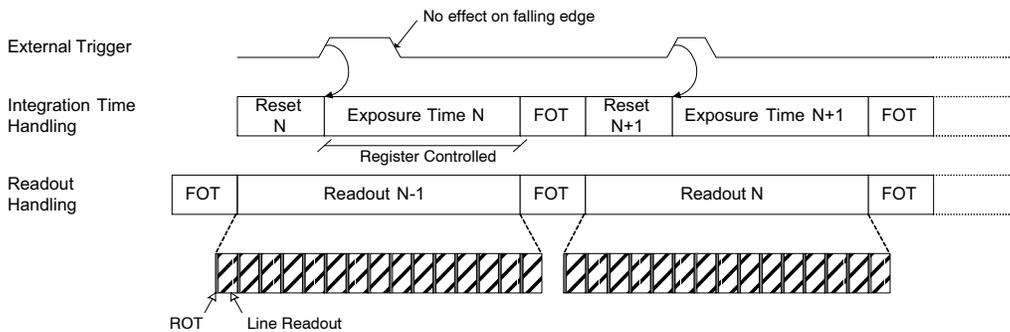 No effect on falling edge
External Trigger
Integration Time
Handling
Reset
N
Exposure Time N
FOT
Reset
N+1
Exposure Time N+1
FOT
Register Controlled
Readout
Handling
FOT
Readout N-1
FOT
Readout N
FOT
ROT
Line Readout